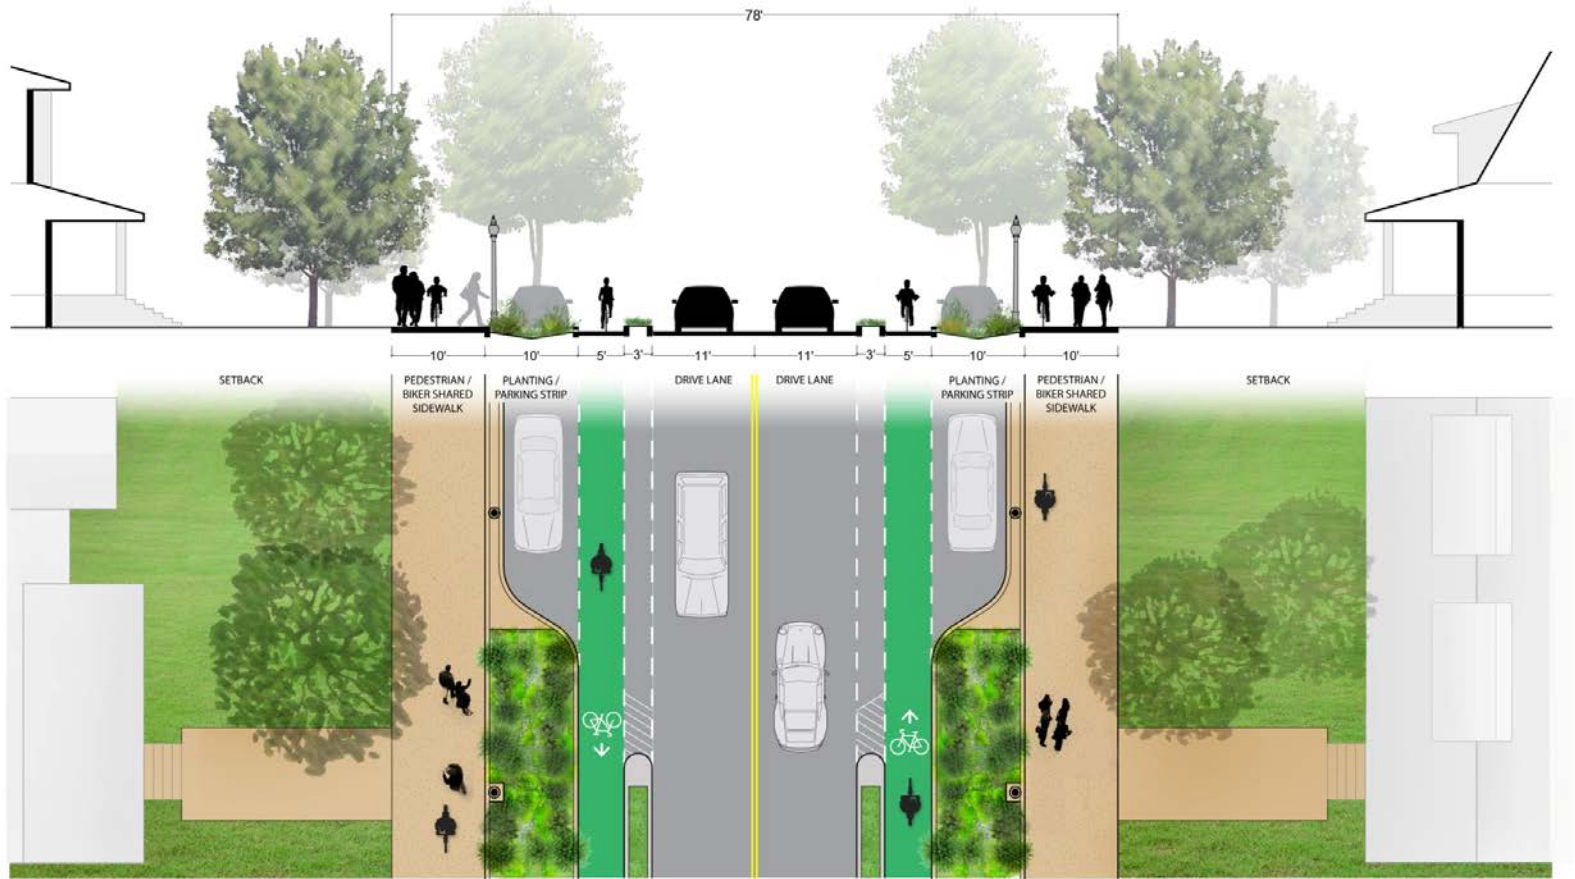 78'
10'
10'
5'
3'
11'
11'
3'
5'
10'
10'
SETBACK
PEDESTRIAN /
BIKER SHARED
SIDEWALK
PLANTING /
PARKING STRIP
DRIVE LANE
DRIVE LANE
PLANTING /
PARKING STRIP
PEDESTRIAN /
BIKER SHARED
SIDEWALK
SETBACK